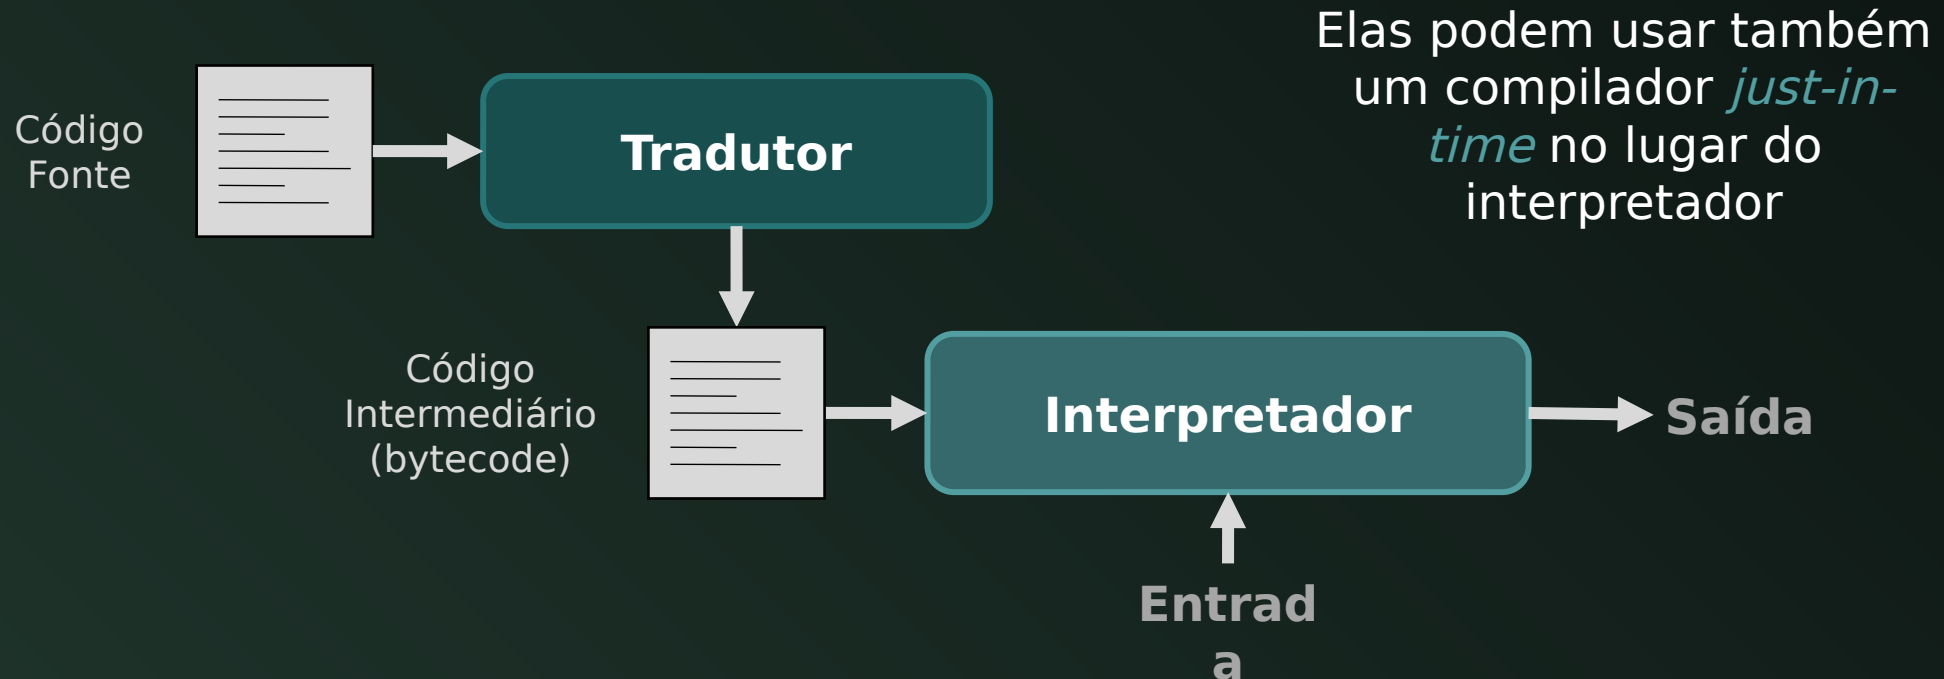 Elas podem usar também
um compilador just-in-
time no lugar do
interpretador
Código
Fonte
Tradutor
Código
Intermediário
(bytecode)
Interpretador
Saída
Entrad
a